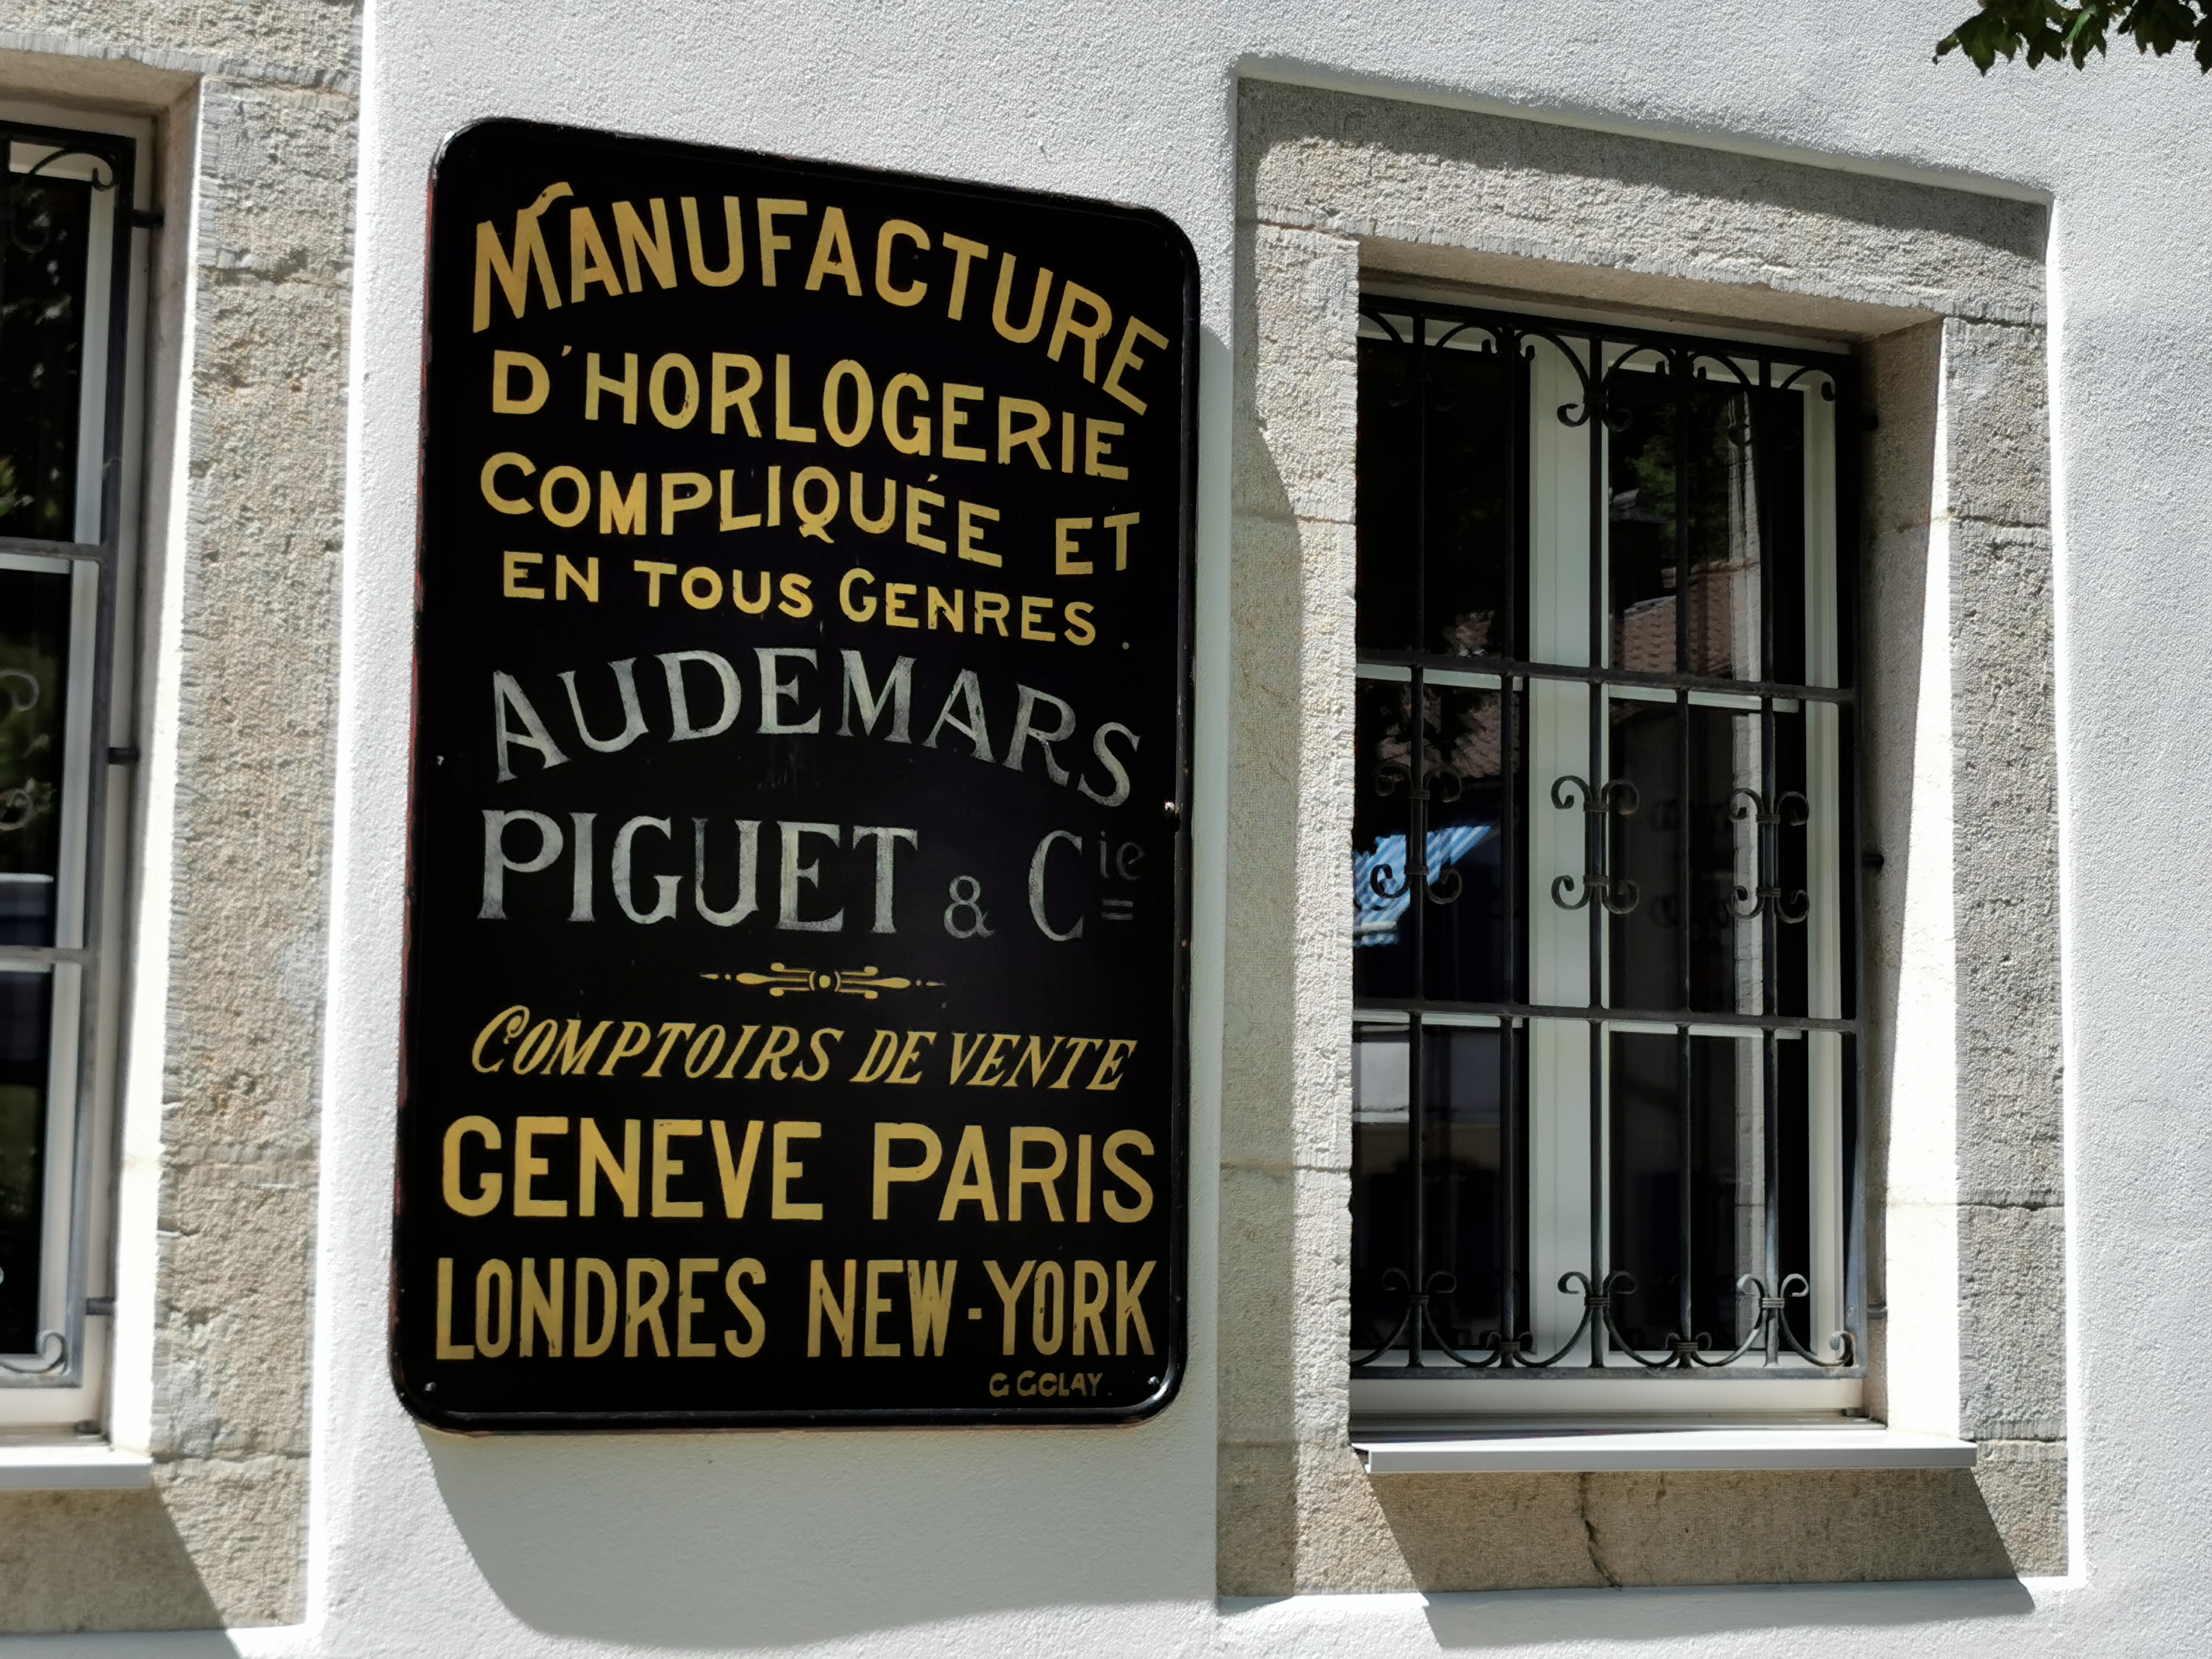 MANUFACTURE
D'HORLOGERIE
COMPLIQUÉE ET
EN TOUS GENRES.
AUDEMARS
PIGUET & Cie
COMPTOIRS DE VENTE
GENEVE PARIS
LONDRES NEW-YORK
G GOLAY.